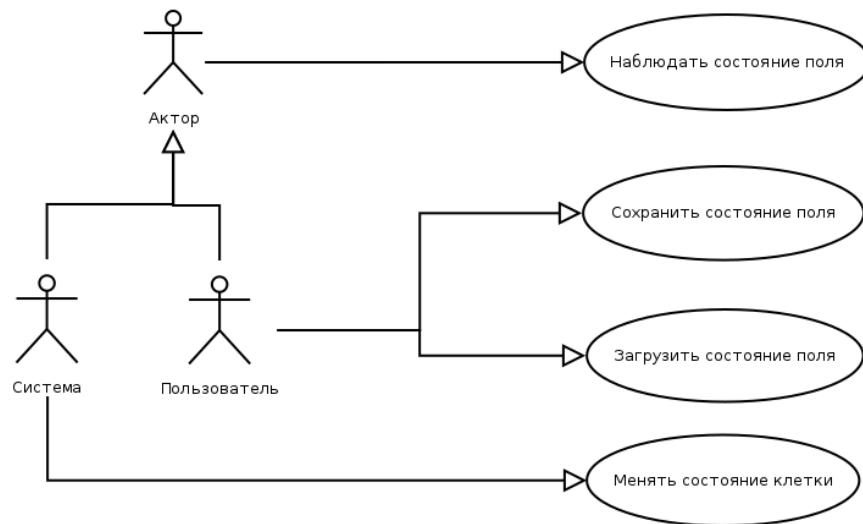 Наблюдать состояние поля
Актор
Сохранить состояние поля
Загрузить состояние поля
Система
Пользователь
Менять состояние клетки